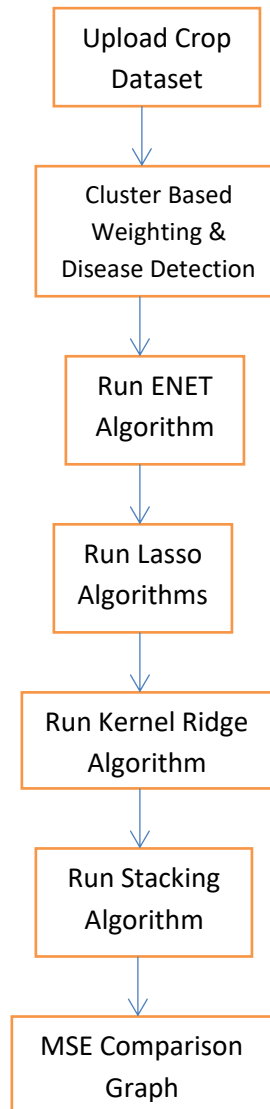 Upload Crop
Dataset
Cluster Based
Weighting &
Disease Detection
Run ENET
Algorithm
Run Lasso
Algorithms
Run Kernel Ridge
Algorithm
Run Stacking
Algorithm
MSE Comparison
Graph